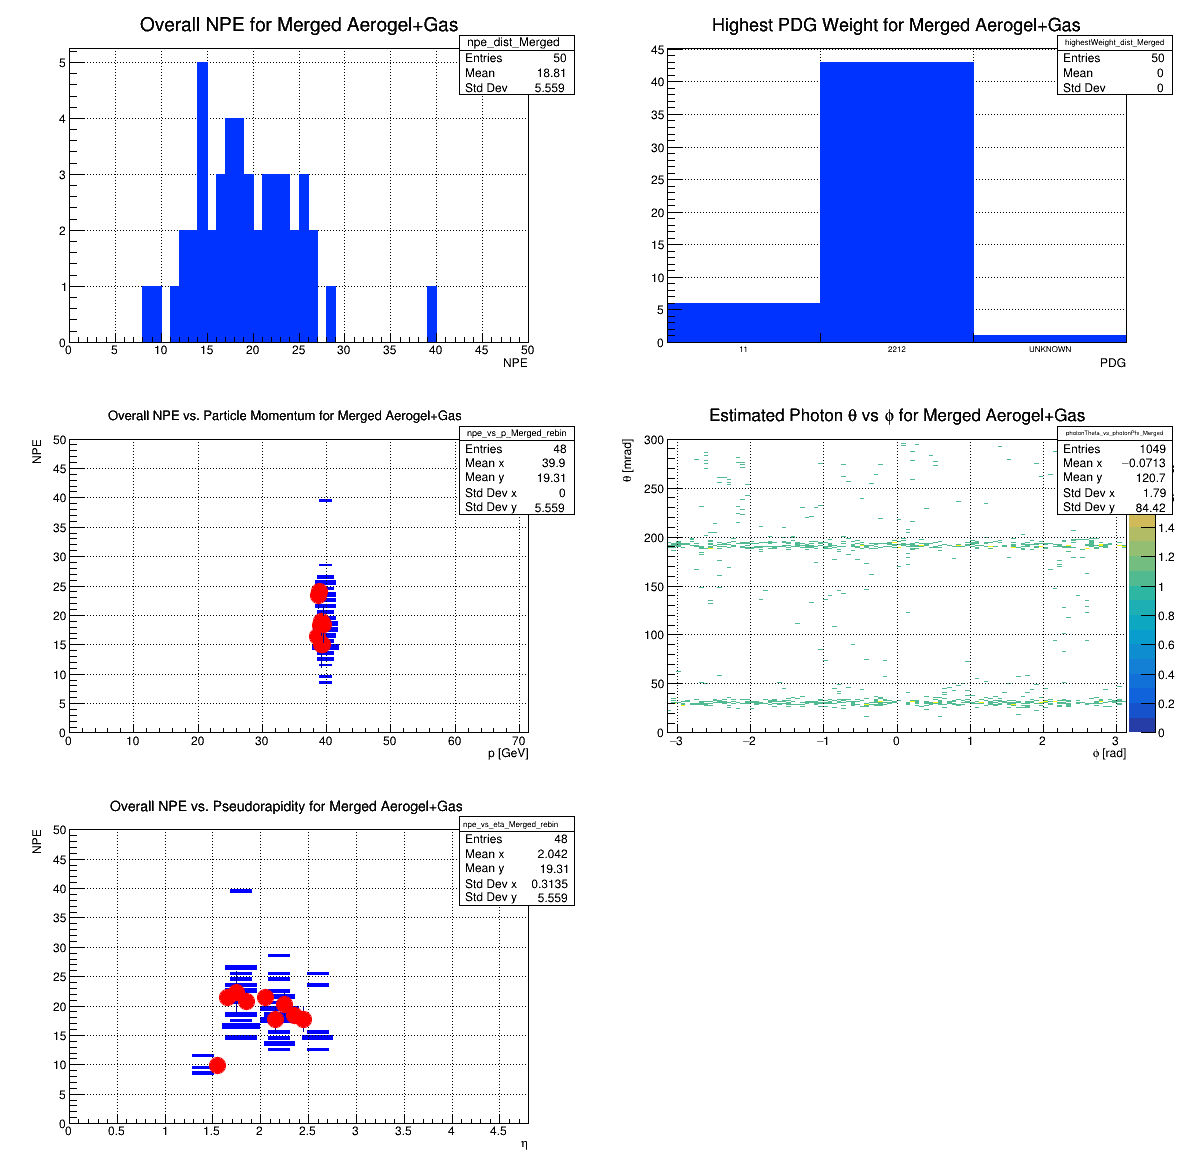 Overall NPE for Merged Aerogel+Gas
npe_dist_Merged
Entries 50
Mean 18.81
Std Dev 5.559
5
4
3
2
1
0
0 5 10 15 20 25 30 35 40 45 50
NPE
Highest PDG Weight for Merged Aerogel+Gas
highestWeight_dist_Merged
Entries 50
Mean 0
Std Dev 0
45
40
35
30
25
20
15
10
5
0
11 2212 UNKNOWN
PDG
Overall NPE vs. Particle Momentum for Merged Aerogel+Gas
npe_vs_p_Merged_rebin
Entries 48
Mean x 39.9
Mean y 19.31
Std Dev x 0
Std Dev y 5.559
NPE
50
45
40
35
30
25
20
15
10
5
0
0 10 20 30 40 50 60 70
p [GeV]
Estimated Photon θ vs ϕ for Merged Aerogel+Gas
photonTheta_vs_photonPhi_Merged
Entries 1049
Mean x −0.0713
Mean y 120.7
Std Dev x 1.79
Std Dev y 84.42
θ [mrad]
300
250
200
150
100
50
0
−3 −2 −1 0 1 2 3
ϕ [rad]
1.4
1.2
1
0.8
0.6
0.4
0.2
0
Overall NPE vs. Pseudorapidity for Merged Aerogel+Gas
npe_vs_eta_Merged_rebin
Entries 48
Mean x 2.042
Mean y 19.31
Std Dev x 0.3135
Std Dev y 5.559
NPE
50
45
40
35
30
25
20
15
10
5
0
0 0.5 1 1.5 2 2.5 3 3.5 4 4.5
η